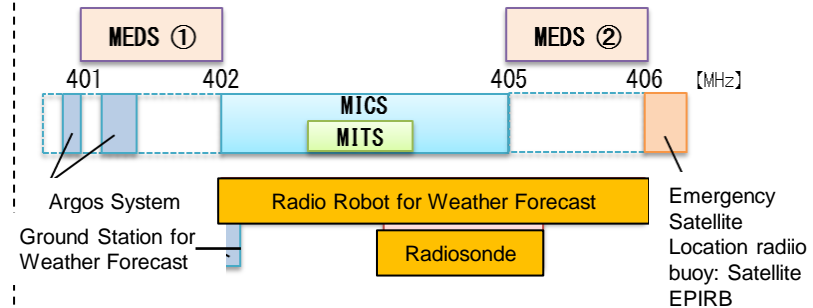 MEDS ①
MEDS ②
401
402
405
406
【MHz】
MICS
MITS
Argos System
Radio Robot for Weather Forecast
Ground Station for
Weather Forecast
Radiosonde
Emergency
Satellite
Location radiio
buoy: Satellite
EPIRB